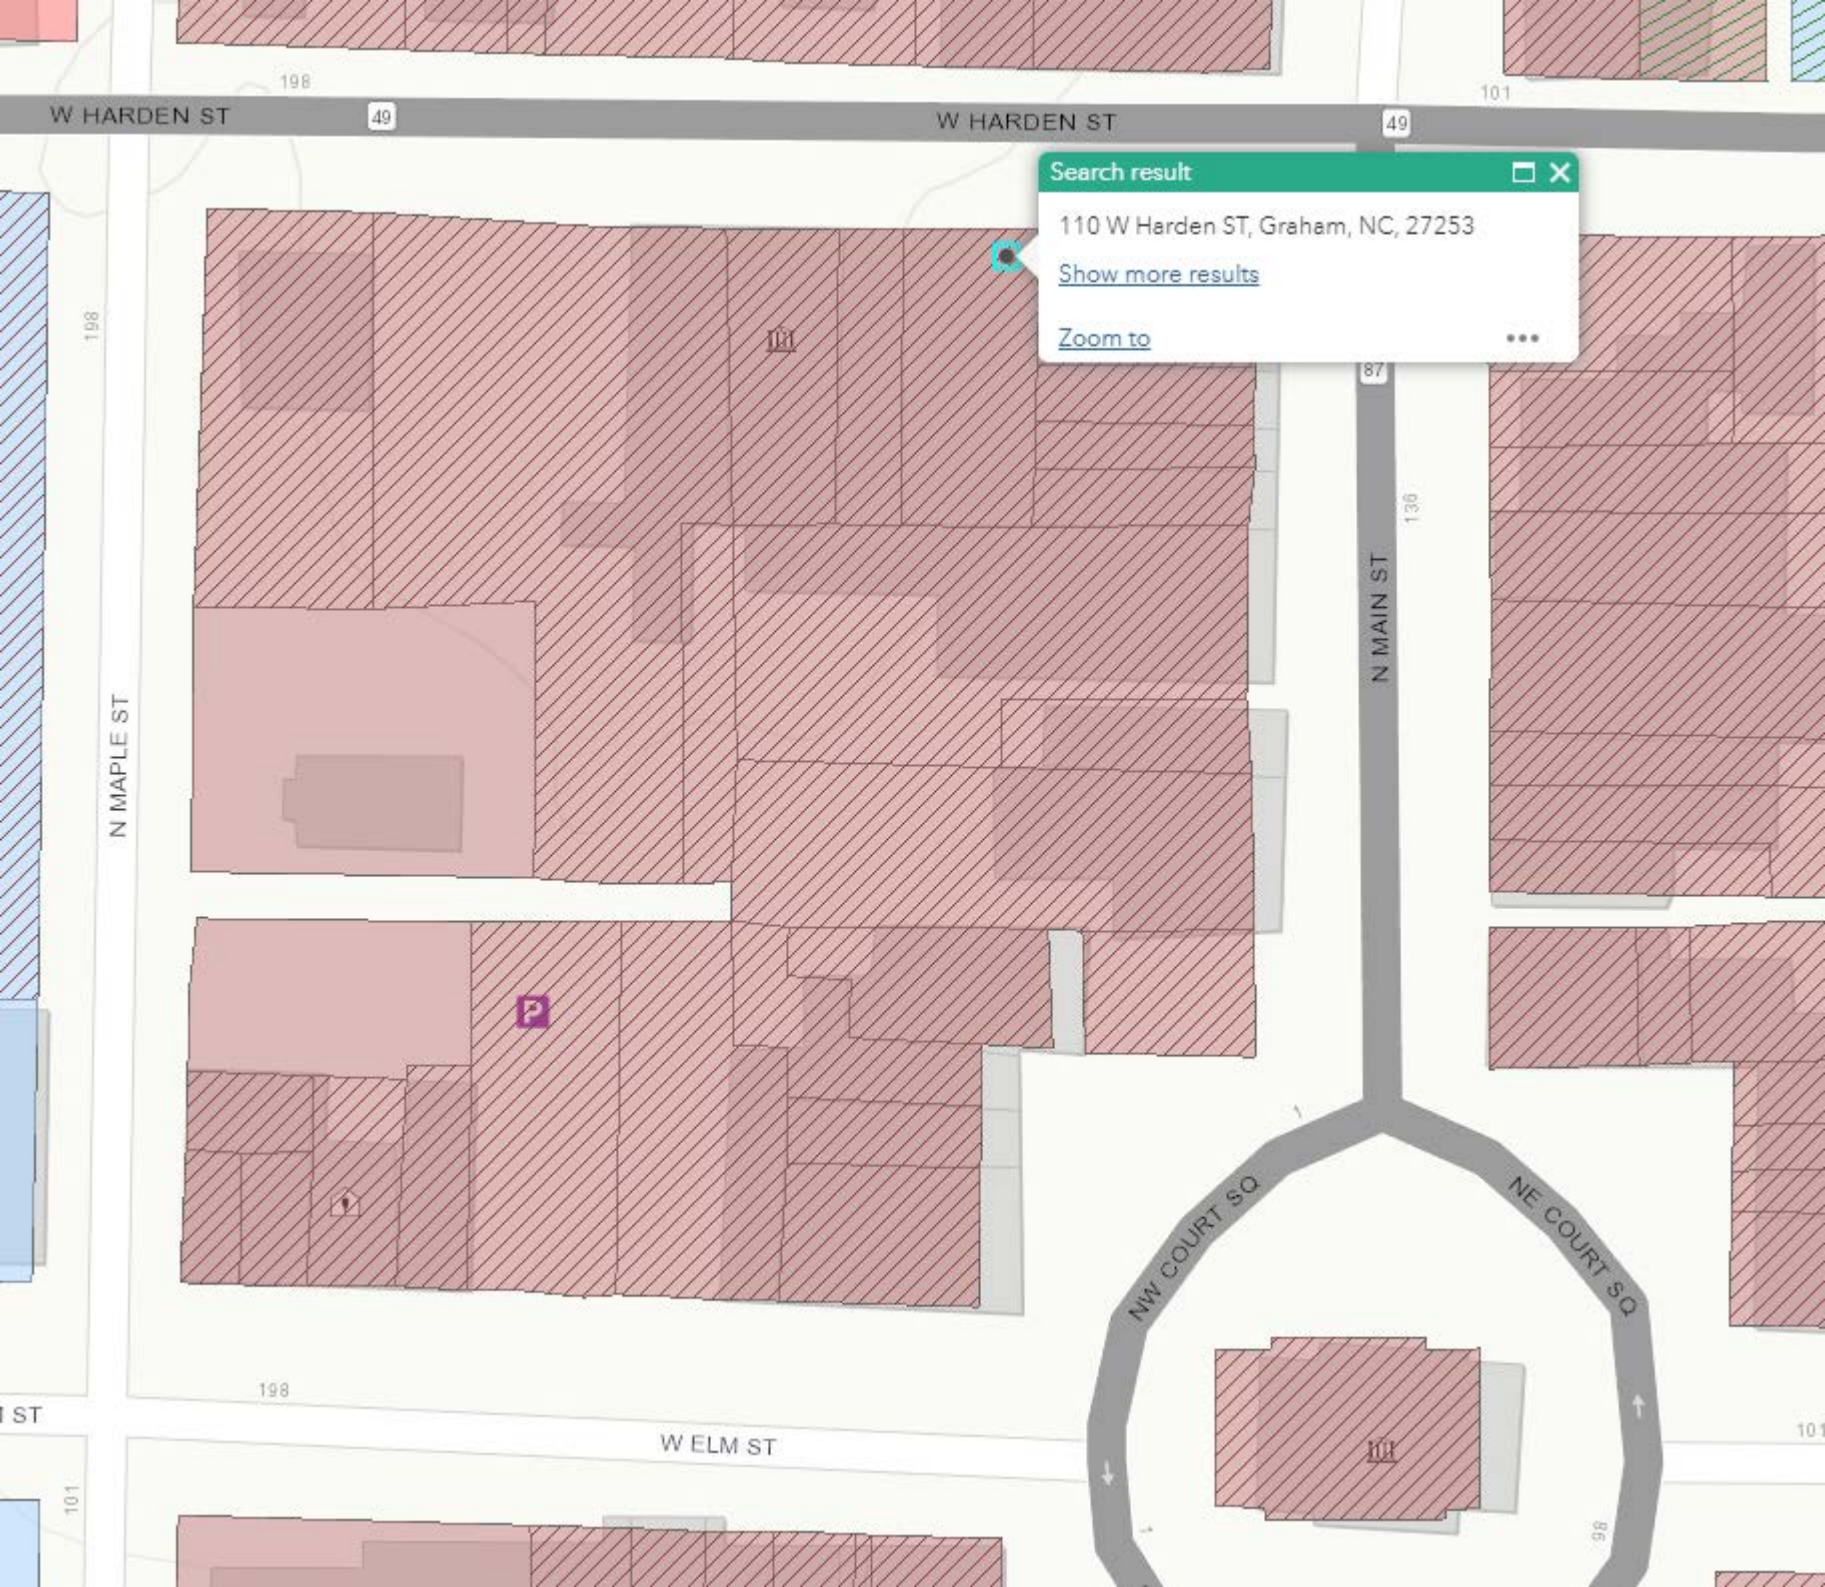 198
101
W HARDEN ST
49
W HARDEN ST
49
Search result
110 W Harden ST, Graham, NC, 27253
Show more results
Zoom to
•••
87
198
136
N MAIN ST
N MAPLE ST
P
1
NW COURT SQ
NE COURT SQ
198
ST
W ELM ST
101
101
1
98